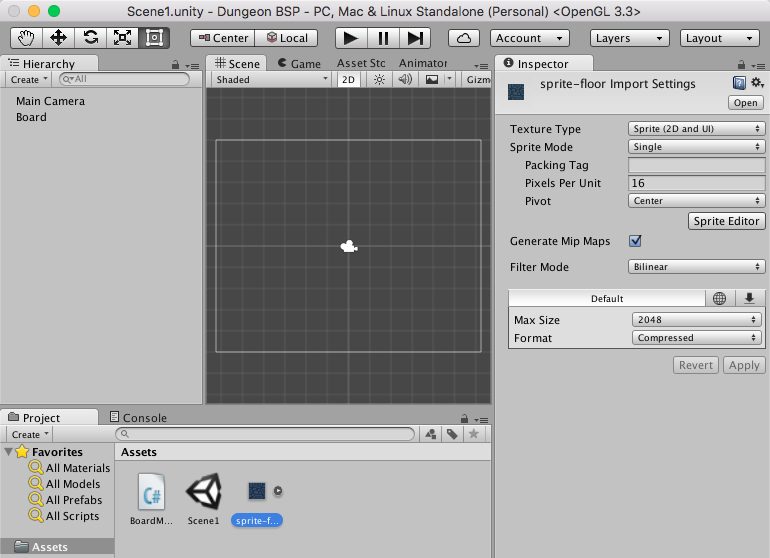 Scene1.unity - Dungeon BSP - PC, Mac & Linux Standalone (Personal) <OpenGL 3.3>
Center Local Account Layers Layout
Hierarchy
Create All
Main Camera
Board
Scene Game Asset Stc Animator
Shaded 2D Gizm
Inspector
sprite-floor Import Settings
Open
Texture Type Sprite (2D and UI)
Sprite Mode Single
Packing Tag
Pixels Per Unit 16
Pivot Center
Sprite Editor
Generate Mip Maps
Filter Mode Bilinear
Default
Max Size 2048
Format Compressed
Revert Apply
Project Console
Create
Favorites
All Materials
All Models
All Prefabs
All Scripts
Assets
Assets
C#
BoardM... Scene1 sprite-f...